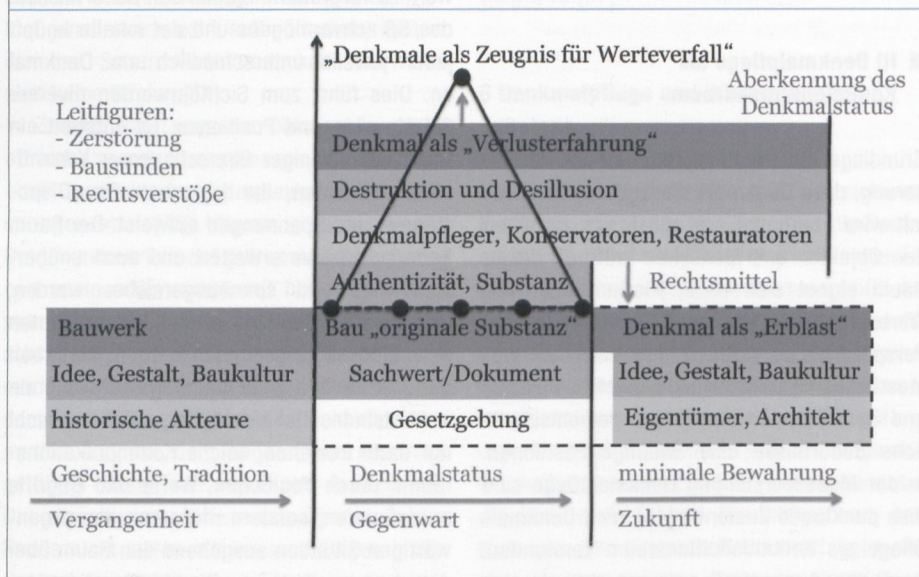 „Denkmale als Zeugnis für Werteverfall“
Aberkennung des
Denkmalstatus
Leitfiguren:
- Zerstörung
- Bausünden
- Rechtsverstöße
Denkmal als „Verlusterfahrung“
Destruktion und Desillusion
Denkmalpfleger, Konservatoren, Restauratoren
Authentizität, Substanz
Rechtsmittel
Bauwerk
Bau „originale Substanz“
Denkmal als „Erblast“
Idee, Gestalt, Baukultur
Sachwert/Dokument
Idee, Gestalt, Baukultur
historische Akteure
Gesetzgebung
Eigentümer, Architekt
Geschichte, Tradition
Denkmalstatus
minimale Bewahrung
Vergangenheit
Gegenwart
Zukunft